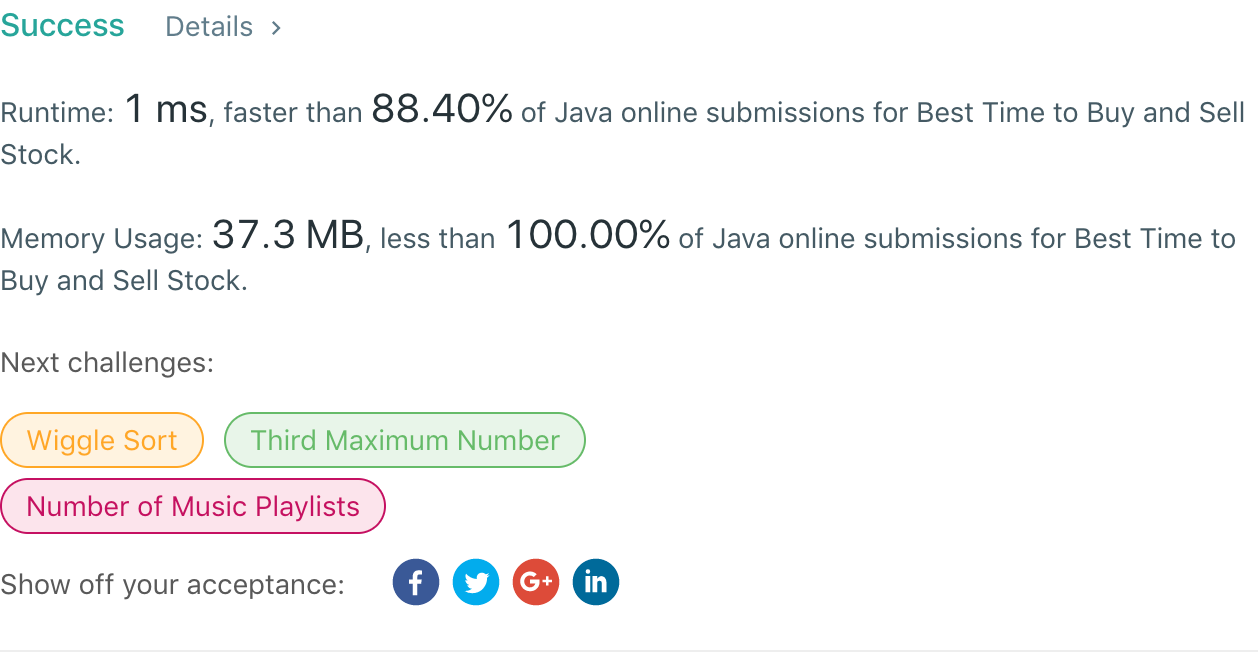 Success Details >
Runtime: 1 ms, faster than 88.40% of Java online submissions for Best Time to Buy and Sell
Stock.
Memory Usage: 37.3 MB, less than 100.00% of Java online submissions for Best Time to
Buy and Sell Stock.
Next challenges:
Wiggle Sort Third Maximum Number
Number of Music Playlists
Show off your acceptance: f G+ in